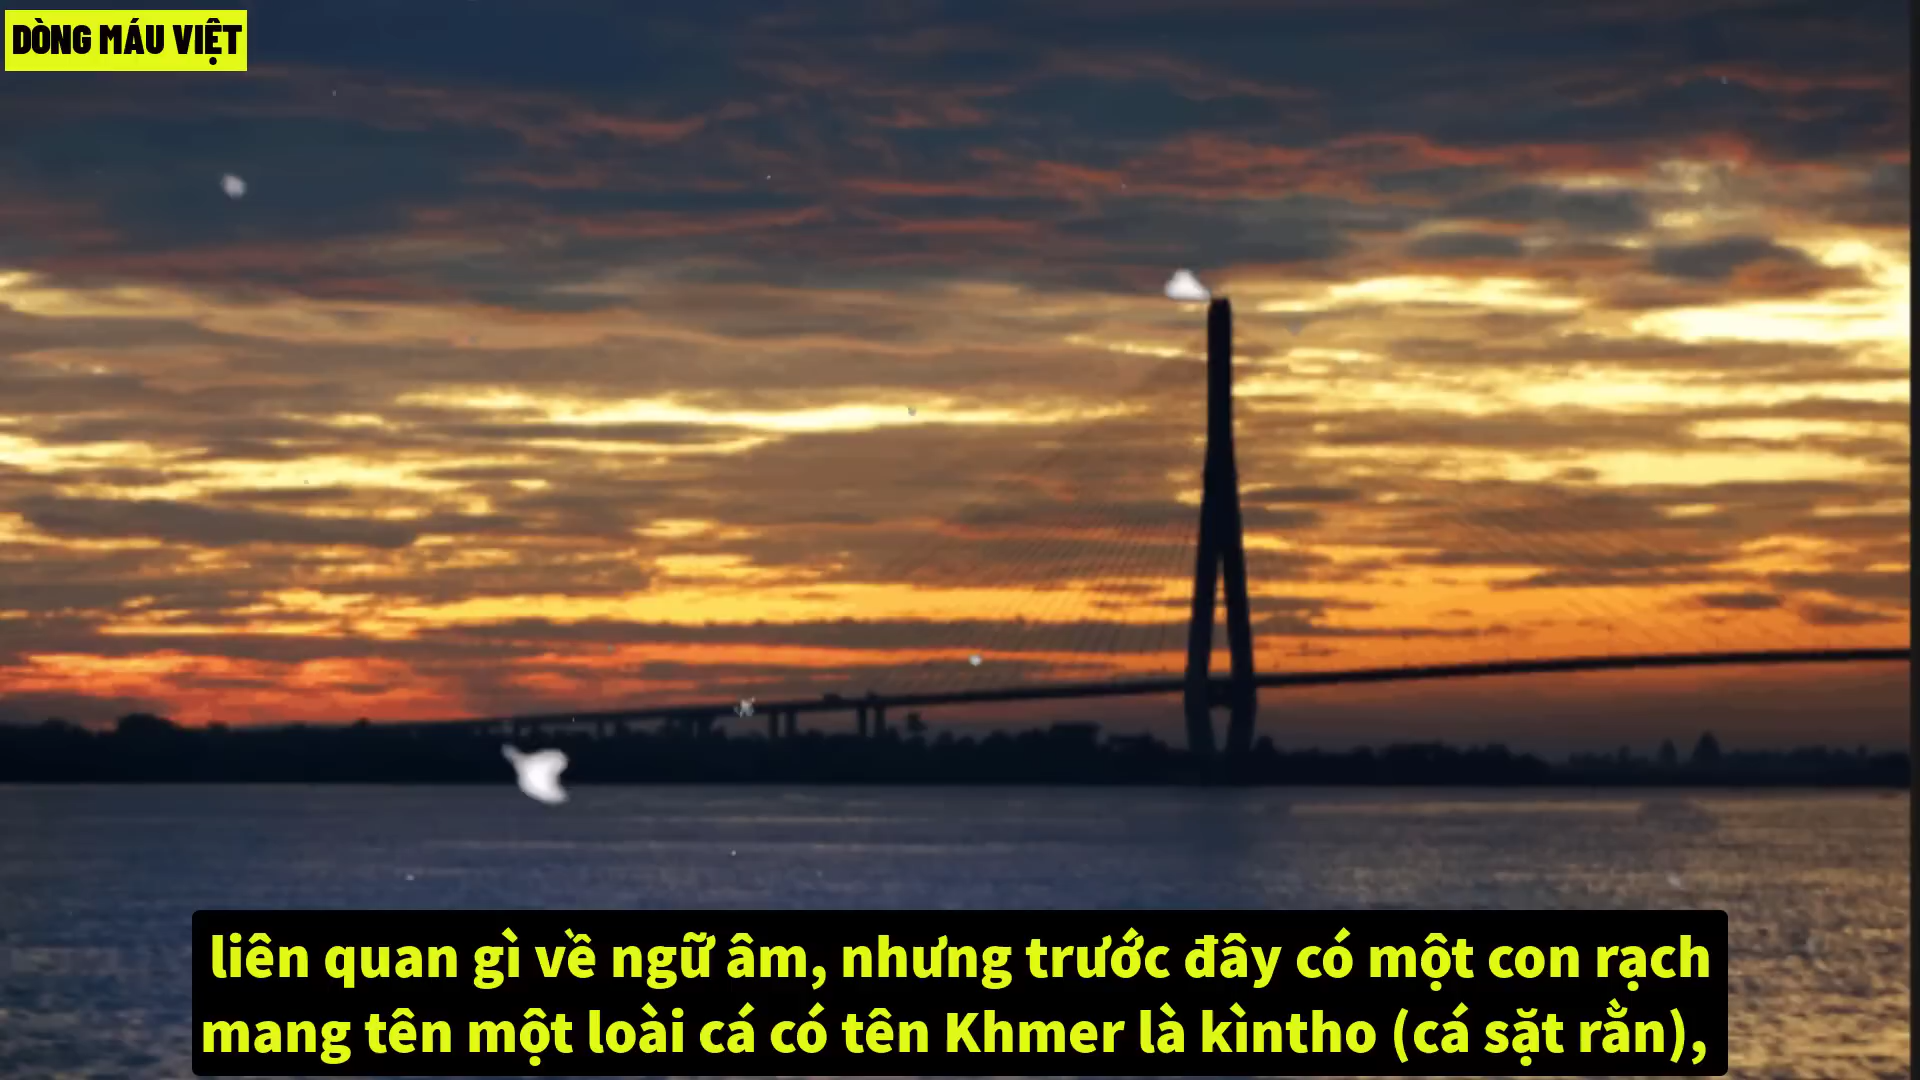 DÒNG MÁU VIỆT
liên quan gì về ngữ âm, nhưng trước đây có một con rạch
mang tên một loài cá có tên Khmer là kìntho (cá sặt rằn),